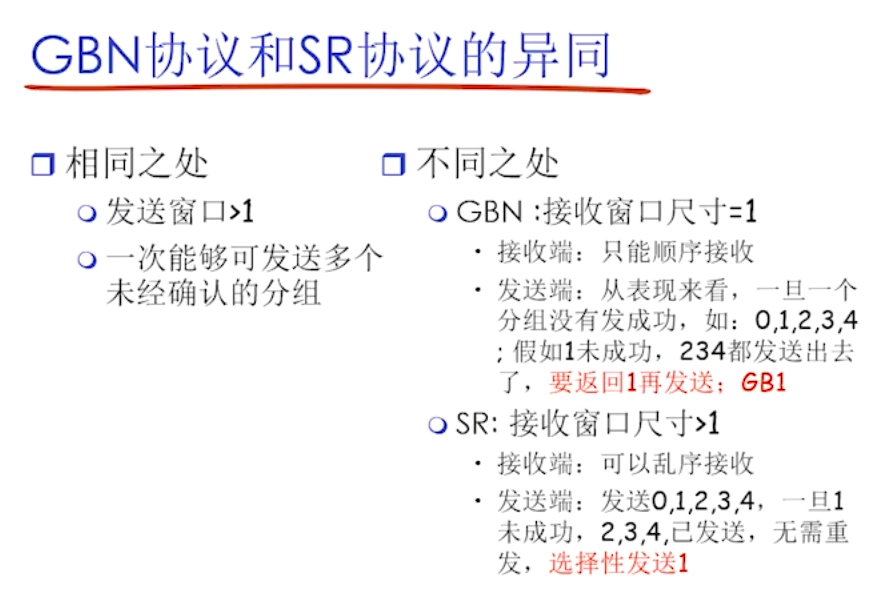 GBN协议和SR协议的异同
相同之处
发送窗口>1
一次能够可发送多个
未经确认的分组
不同之处
GBN :接收窗口尺寸=1
· 接收端：只能顺序接收
· 发送端：从表现来看，一旦一个
分组没有发成功，如：0,1,2,3,4
; 假如1未成功，234都发送出去
了，要返回1再发送；GB1
SR: 接收窗口尺寸>1
· 接收端：可以乱序接收
· 发送端：发送0,1,2,3,4，一旦1
未成功，2,3,4,已发送，无需重
发，选择性发送1